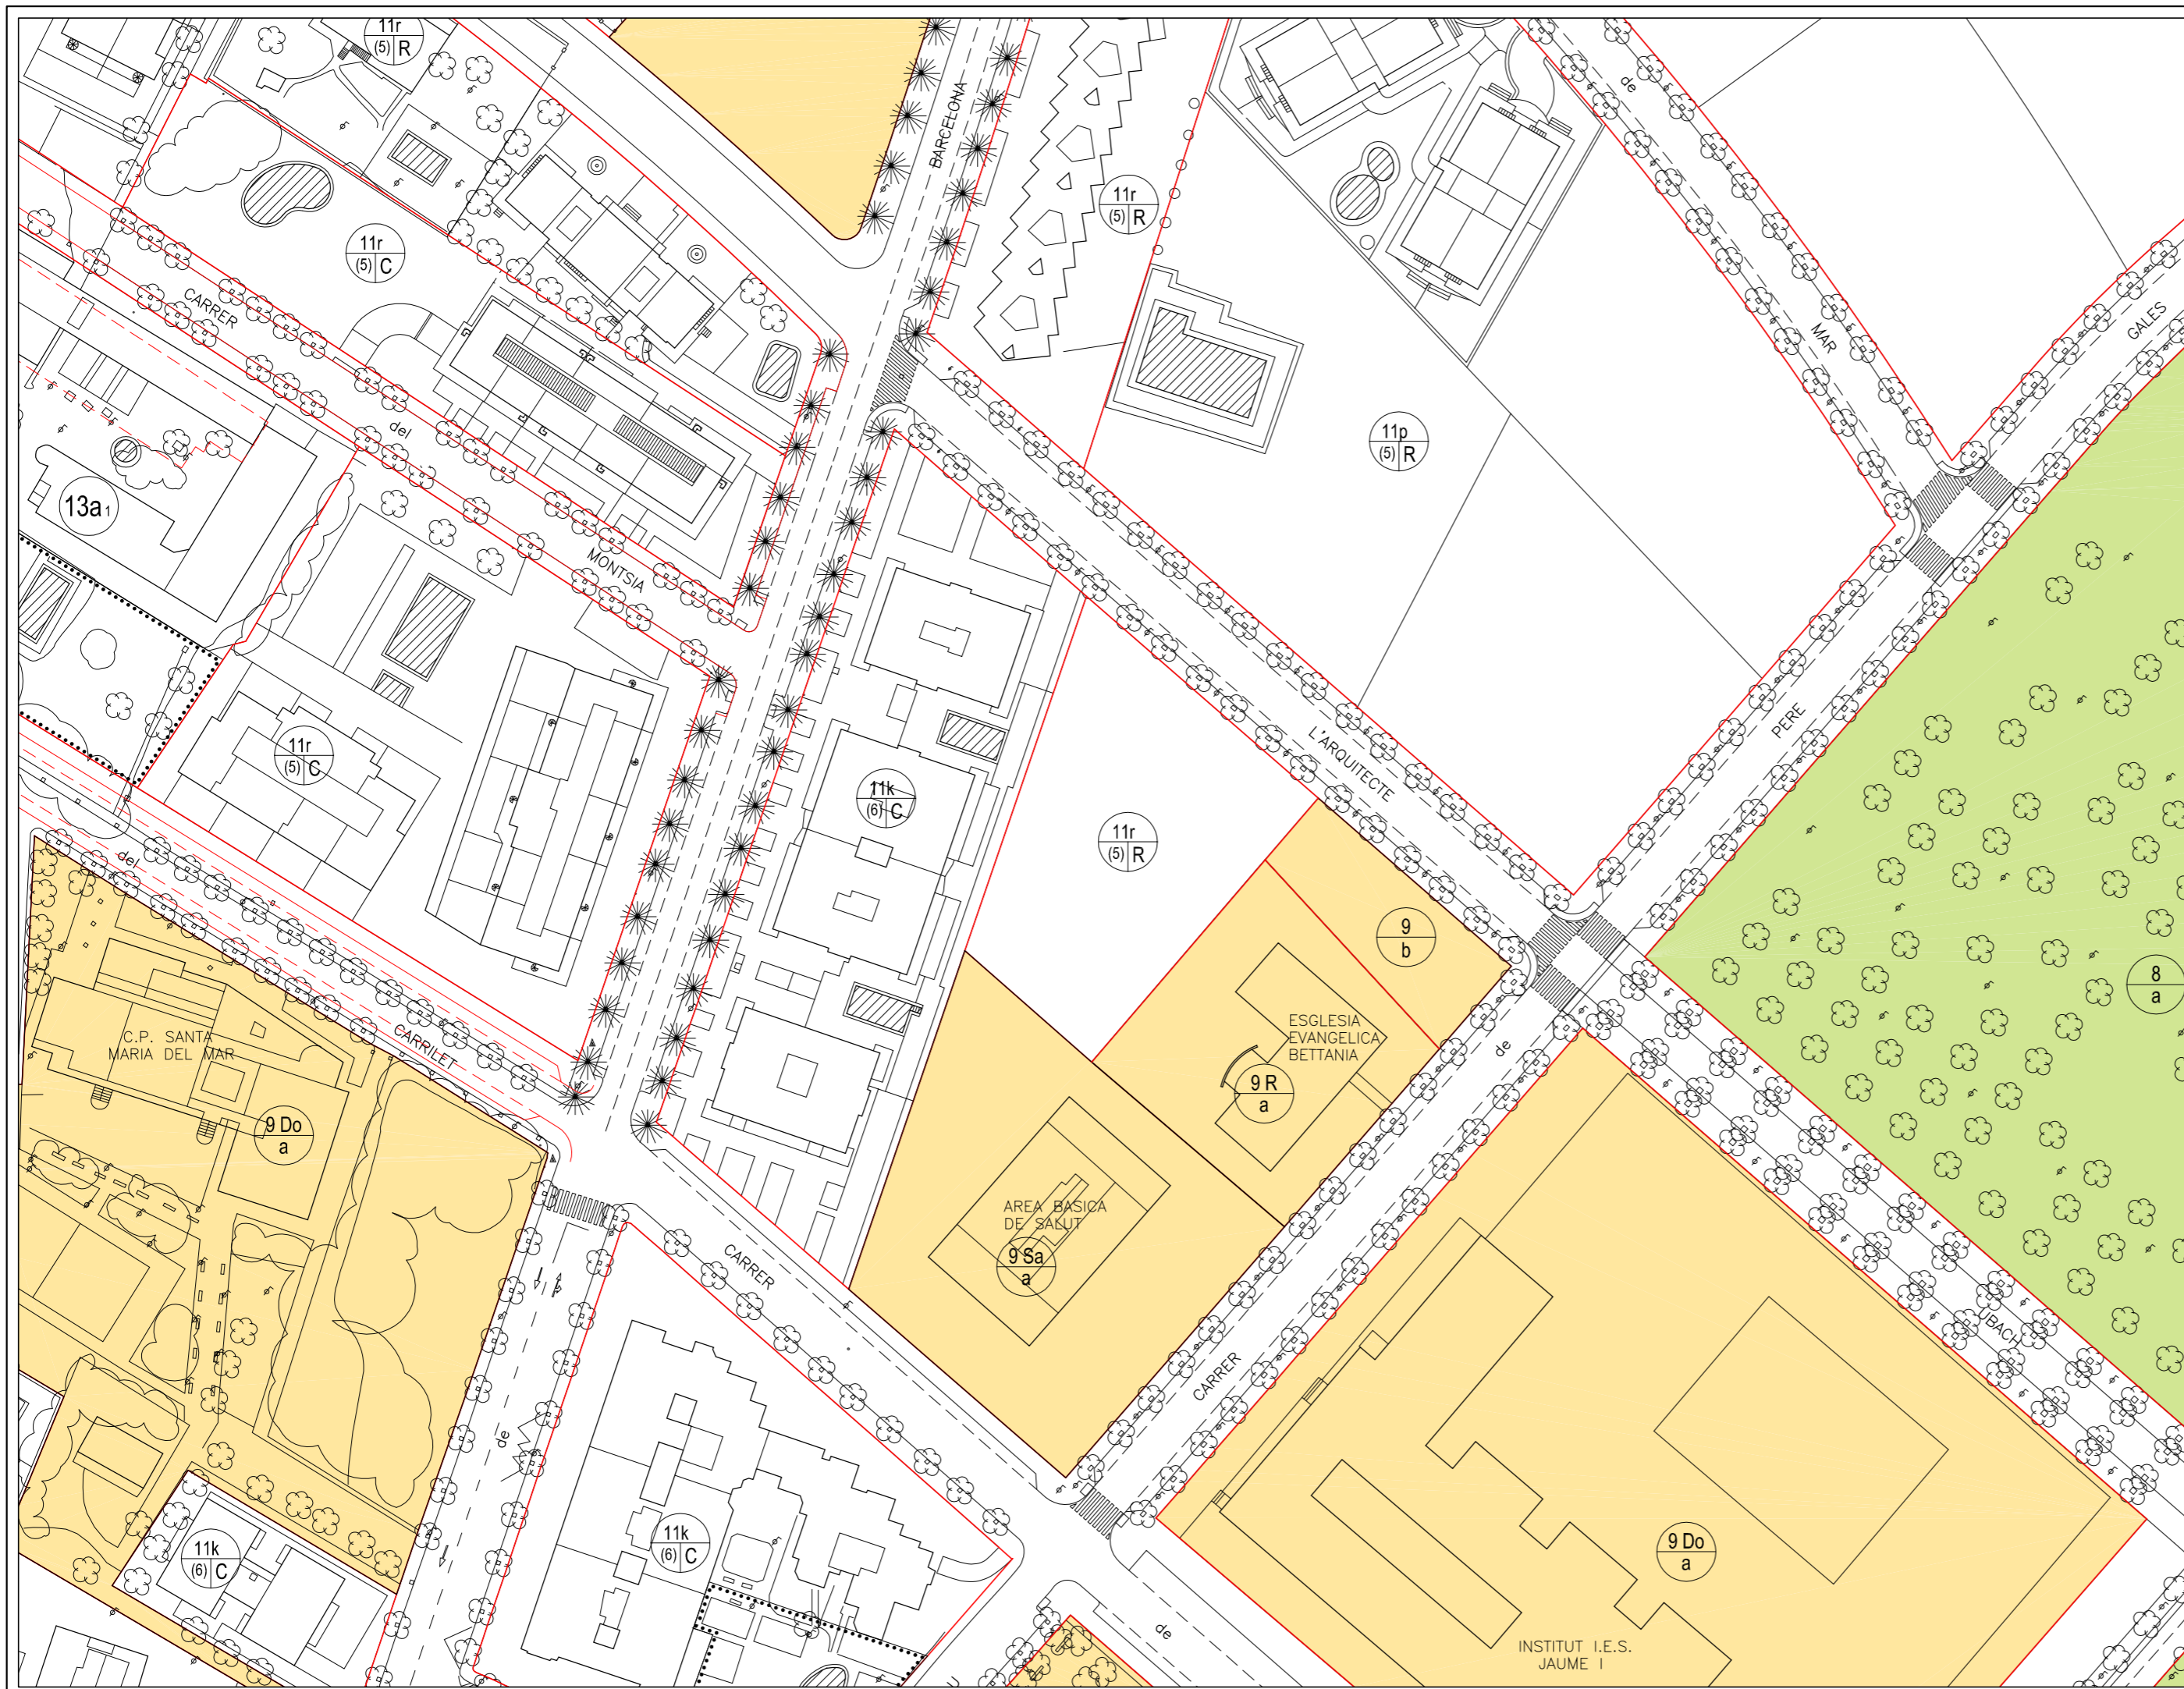 11r
(5) R
de
BARCELONA
11r
(5) R
11r
(5) C
CARRER
GALES
MAR
del
11p
(5) R
13a1
MONTSIA
PERE
11r
(5) C
L'ARQUITECTE
11k
(6) C
11r
(5) R
del
9
b
8
a
CARRILET
C.P. SANTA
MARIA DEL MAR
ESGLESIA
EVANGELICA
BETTANIA
de
9 R
a
9 Do
a
AREA BASICA
DE SALUT
9 Sa
a
CARRER
JBACH
CARRER
de
11k
(6) C
11k
(6) C
9 Do
a
de
INSTITUT I.E.S.
JAUME I